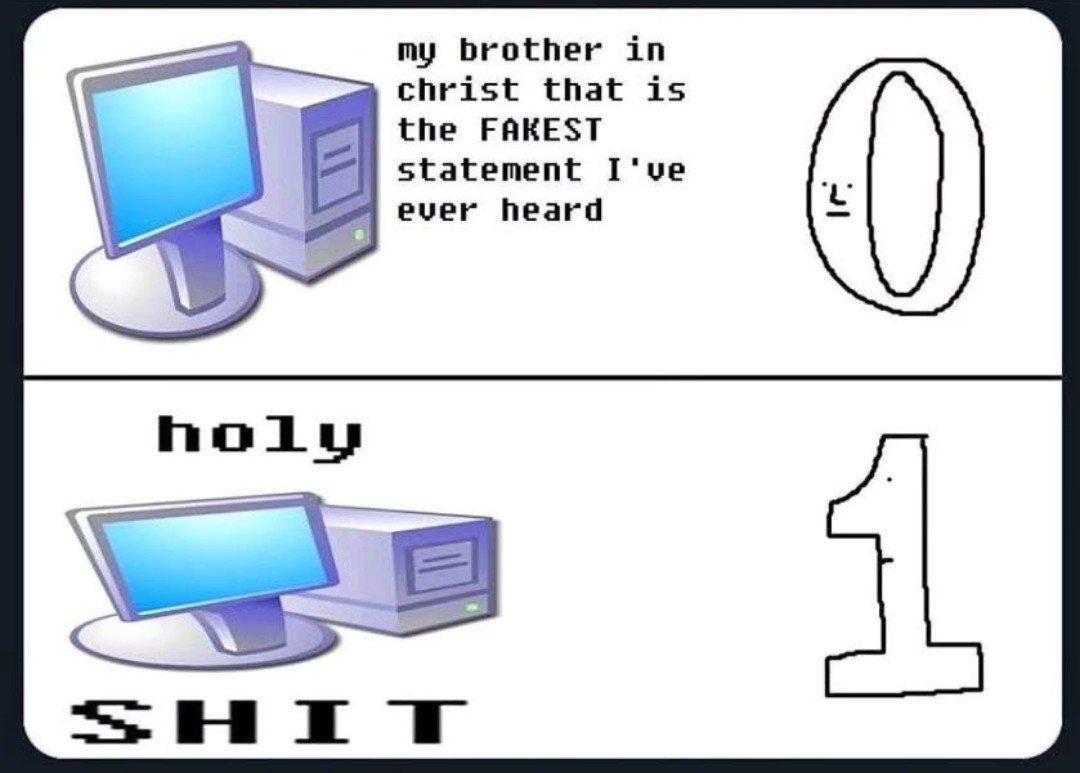 my brother in
christ that is
the FAKEST
statement I've
ever heard
0
holy
SHIT
1